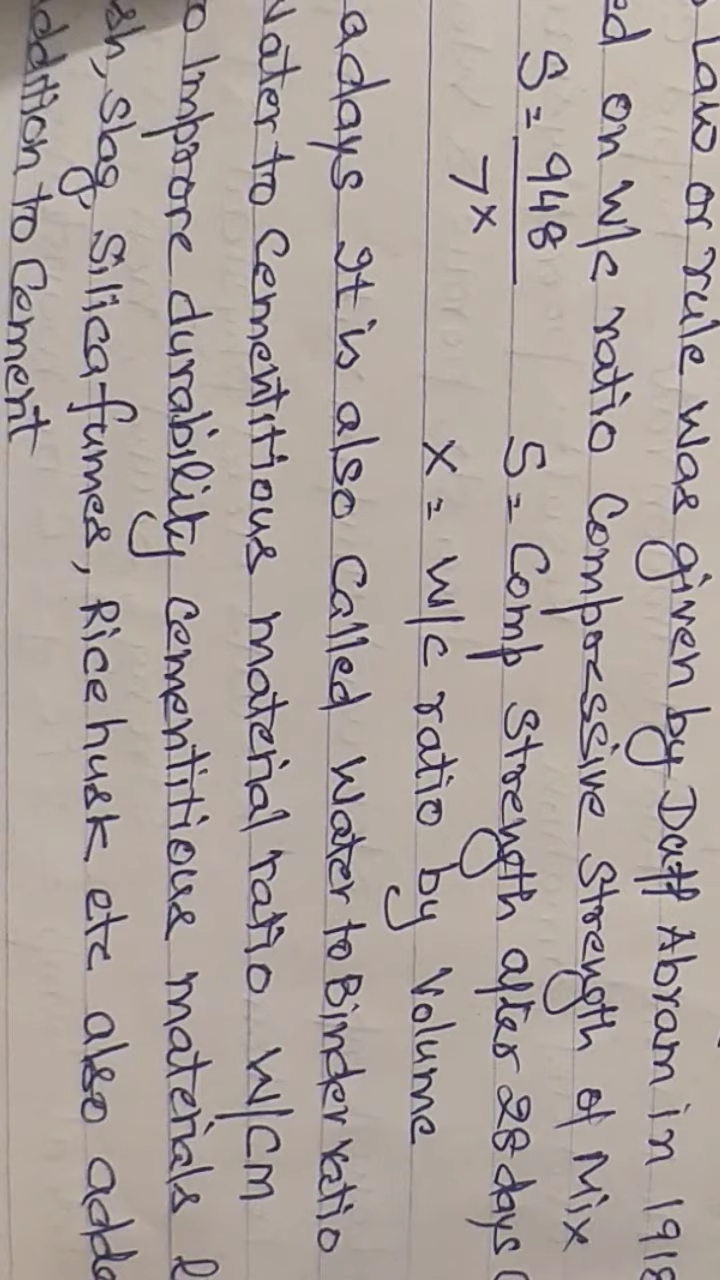 Law or rule was given by Duff Abram in 1918
ed on W/c ratio Compressive Strength of Mix
S = 948 S = Comp Strength after 28 days (
7^x
x = W/c ratio by Volume
adays It is also Called Water to Binder ratio
Water to Cementitious material ratio W/CM
o Improve durability Cementitious materials l
sh, Slag, Silica fumes, Rice husk etc also adde
addition to Cement